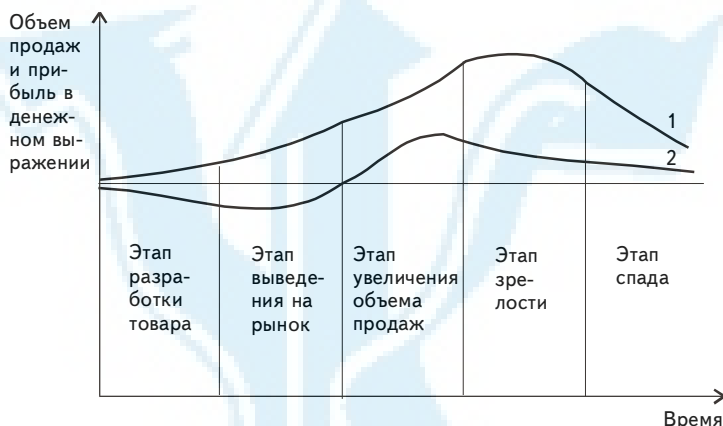 Объем
продаж
и при-
быль в
денеж-
ном вы-
ражении
1
2
Этап
разра-
ботки
товара
Этап
выведе-
ния на
рынок
Этап
увеличения
объема
продаж
Этап
зре-
лости
Этап
спада
Время